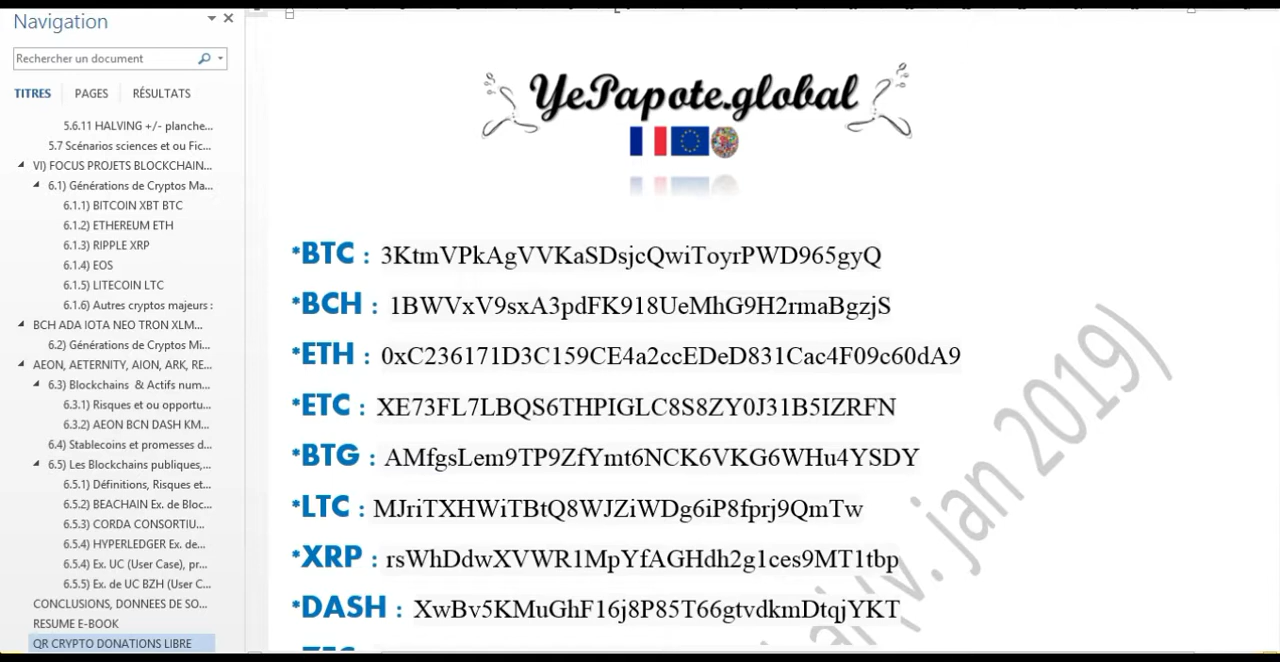 Navigation
Rechercher un document
TITRES PAGES RÉSULTATS
5.6.11 HALVING +/- planche...
5.7 Scénarios sciences et ou Fic...
VI) FOCUS PROJETS BLOCKCHAIN...
6.1) Générations de Cryptos Ma...
6.1.1) BITCOIN XBT BTC
6.1.2) ETHEREUM ETH
6.1.3) RIPPLE XRP
6.1.4) EOS
6.1.5) LITECOIN LTC
6.1.6) Autres cryptos majeurs :
BCH ADA IOTA NEO TRON XLM...
6.2) Générations de Cryptos Mi...
AEON, AETERNITY, AION, ARK, RE...
6.3) Blockchains & Actifs num...
6.3.1) Risques et ou opportu...
6.3.2) AEON BCN DASH KM...
6.4) Stablecoins et promesses d...
6.5) Les Blockchains publiques,...
6.5.1) Définitions, Risques et...
6.5.2) BEACHAIN Ex. de Bloc...
6.5.3) CORDA CONSORTIU...
6.5.4) HYPERLEDGER Ex. de...
6.5.4) Ex. UC (User Case), pr...
6.5.5) Ex. de UC BZH (User C...
CONCLUSIONS, DONNEES DE SO...
RESUME E-BOOK
QR CRYPTO DONATIONS LIBRE
YePapote.global
*BTC : 3KtmVPkAgVVKaSDsjcQwiToyrPWD965gyQ
*BCH : 1BWVxV9sxA3pdFK918UeMhG9H2rmaBgzjS
*ETH : 0xC236171D3C159CE4a2ccEDeD831Cac4F09c60dA9
*ETC : XE73FL7LBQS6THPIGLC8S8ZY0J31B5IZRFN
*BTG : AMfgsLem9TP9ZfYmt6NCK6VKG6WHu4YSDY
*LTC : MJriTXHWiTBtQ8WJZiWDg6iP8fprj9QmTw
*XRP : rsWhDdwXVWR1MpYfAGHdh2g1ces9MT1tbp
*DASH : XwBv5KMuGhF16j8P85T66gtvdkmDtqjYKT
(v. jan 2019)